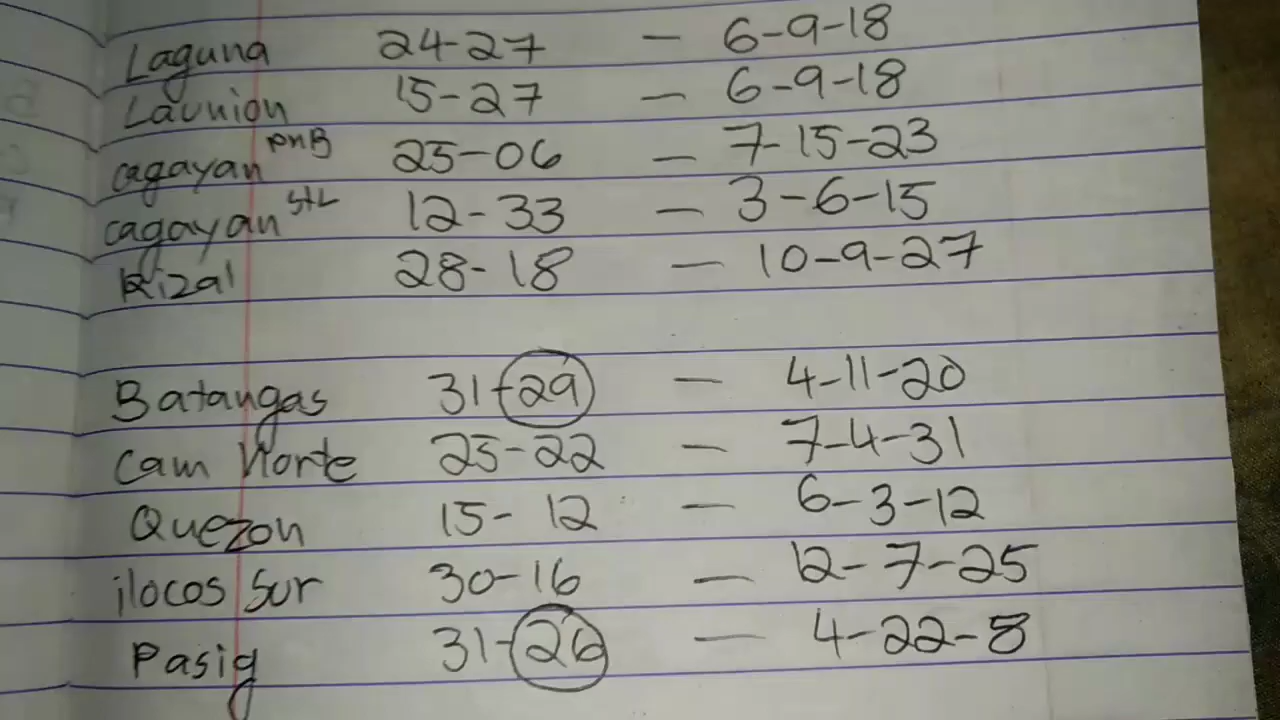 Laguna 24-27 - 6-9-18
Launion 15-27 - 6-9-18
cagayan PnB 25-06 - 7-15-23
cagayan StL 12-33 - 3-6-15
Rizal 28-18 - 10-9-27
Batangas 31-29 - 4-11-20
Cam Norte 25-22 - 7-4-31
Quezon 15-12 - 6-3-12
ilocos Sur 30-16 - 12-7-25
Pasig 31-26 - 4-22-8